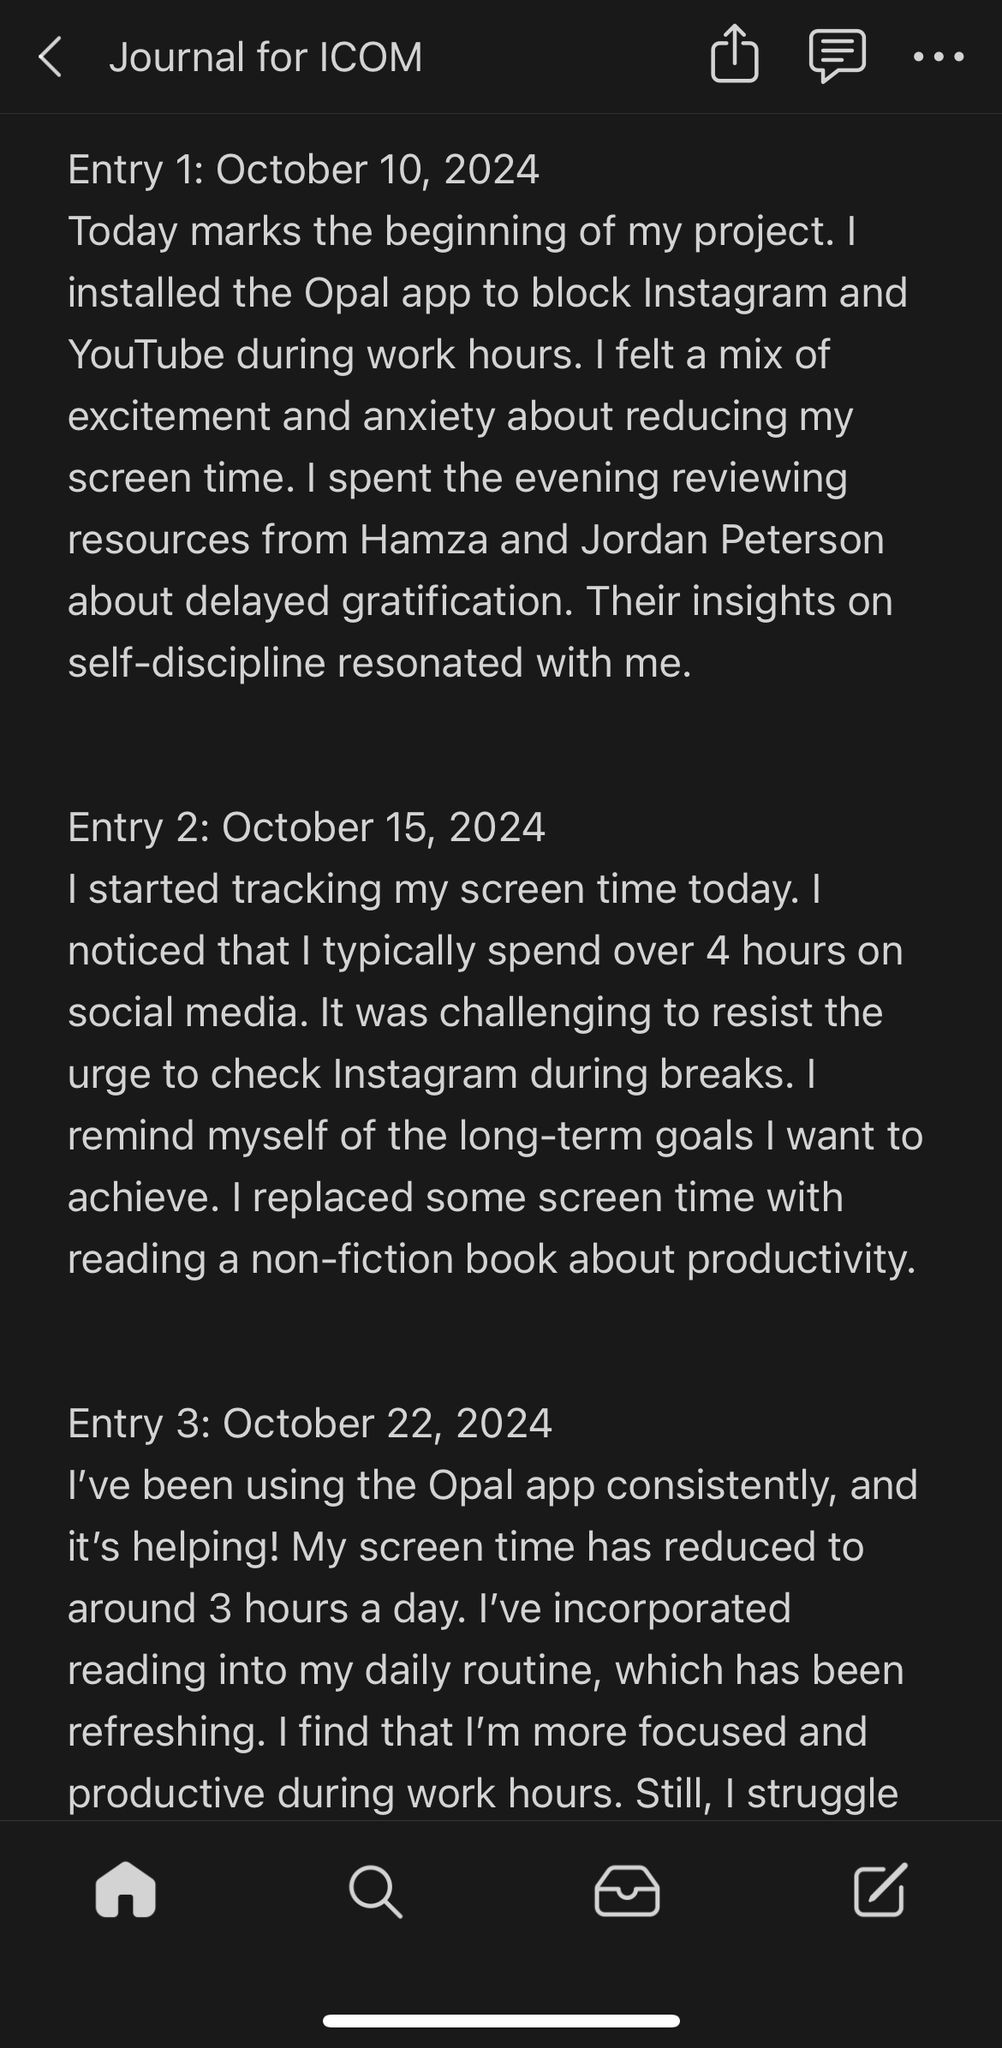 Journal for ICOM
Entry 1: October 10, 2024
Today marks the beginning of my project. I
installed the Opal app to block Instagram and
YouTube during work hours. I felt a mix of
excitement and anxiety about reducing my
screen time. I spent the evening reviewing
resources from Hamza and Jordan Peterson
about delayed gratification. Their insights on
self-discipline resonated with me.
Entry 2: October 15, 2024
I started tracking my screen time today. I
noticed that I typically spend over 4 hours on
social media. It was challenging to resist the
urge to check Instagram during breaks. I
remind myself of the long-term goals I want to
achieve. I replaced some screen time with
reading a non-fiction book about productivity.
Entry 3: October 22, 2024
I’ve been using the Opal app consistently, and
it’s helping! My screen time has reduced to
around 3 hours a day. I’ve incorporated
reading into my daily routine, which has been
refreshing. I find that I’m more focused and
productive during work hours. Still, I struggle